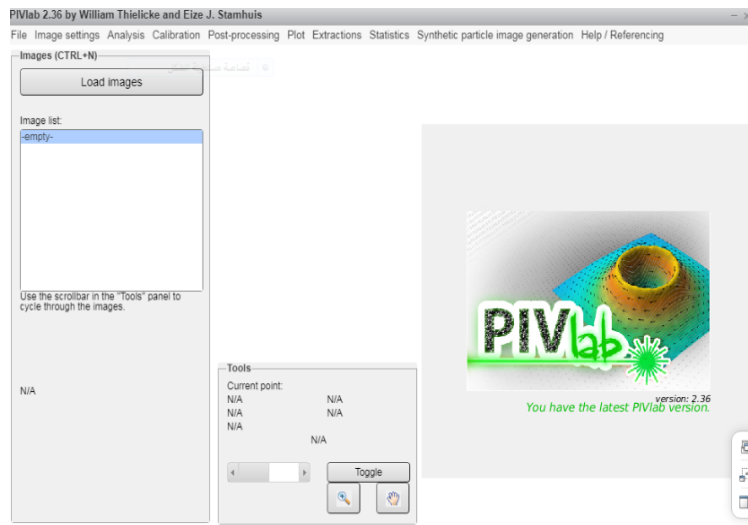 PIVlab 2.36 by William Thielicke and Eize J. Stamhuis
File Image settings Analysis Calibration Post-processing Plot Extractions Statistics Synthetic particle image generation Help / Referencing
Images (CTRL+N)
Load images
Image list:
-empty-
Use the scrollbar in the "Tools" panel to
cycle through the images.
N/A
Tools
Current point:
N/A N/A
N/A N/A
N/A
N/A
Toggle
PIVlab
version: 2.36
You have the latest PIVlab version.